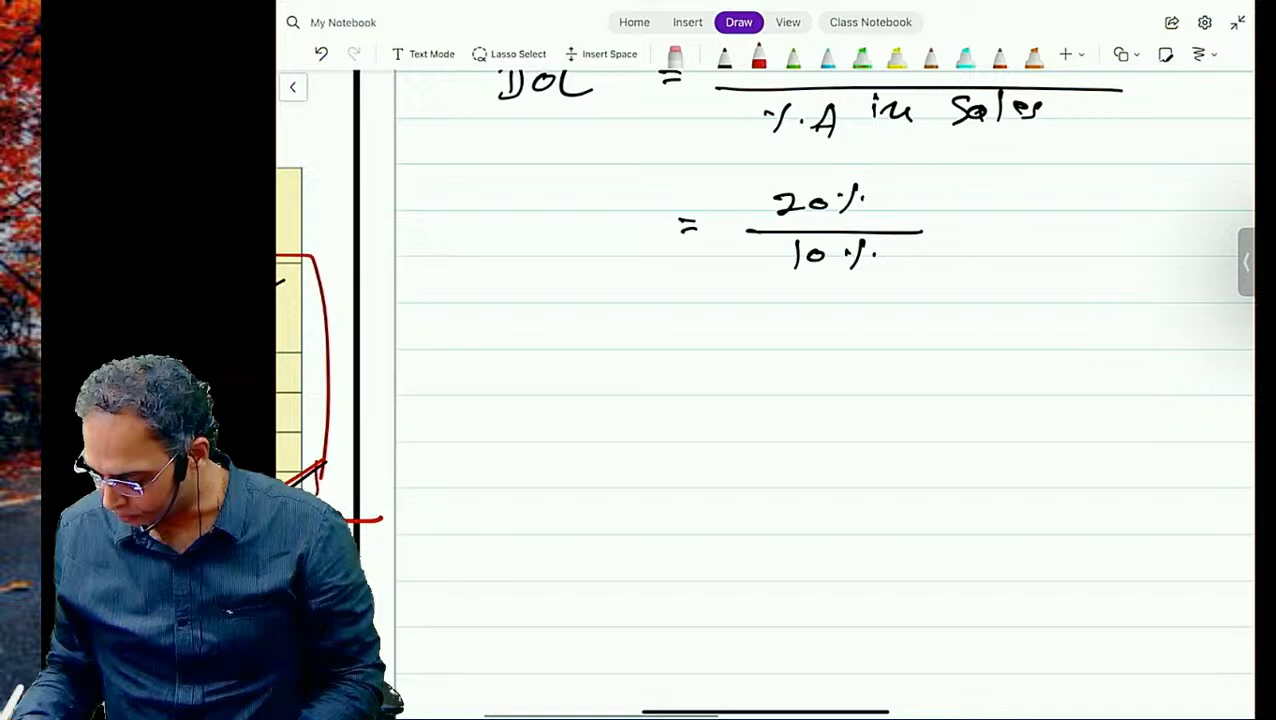 My Notebook Home Insert Draw View Class Notebook
Text Mode Lasso Select Insert Space
DOL =
%.Δ in Sales
= 20%
10%